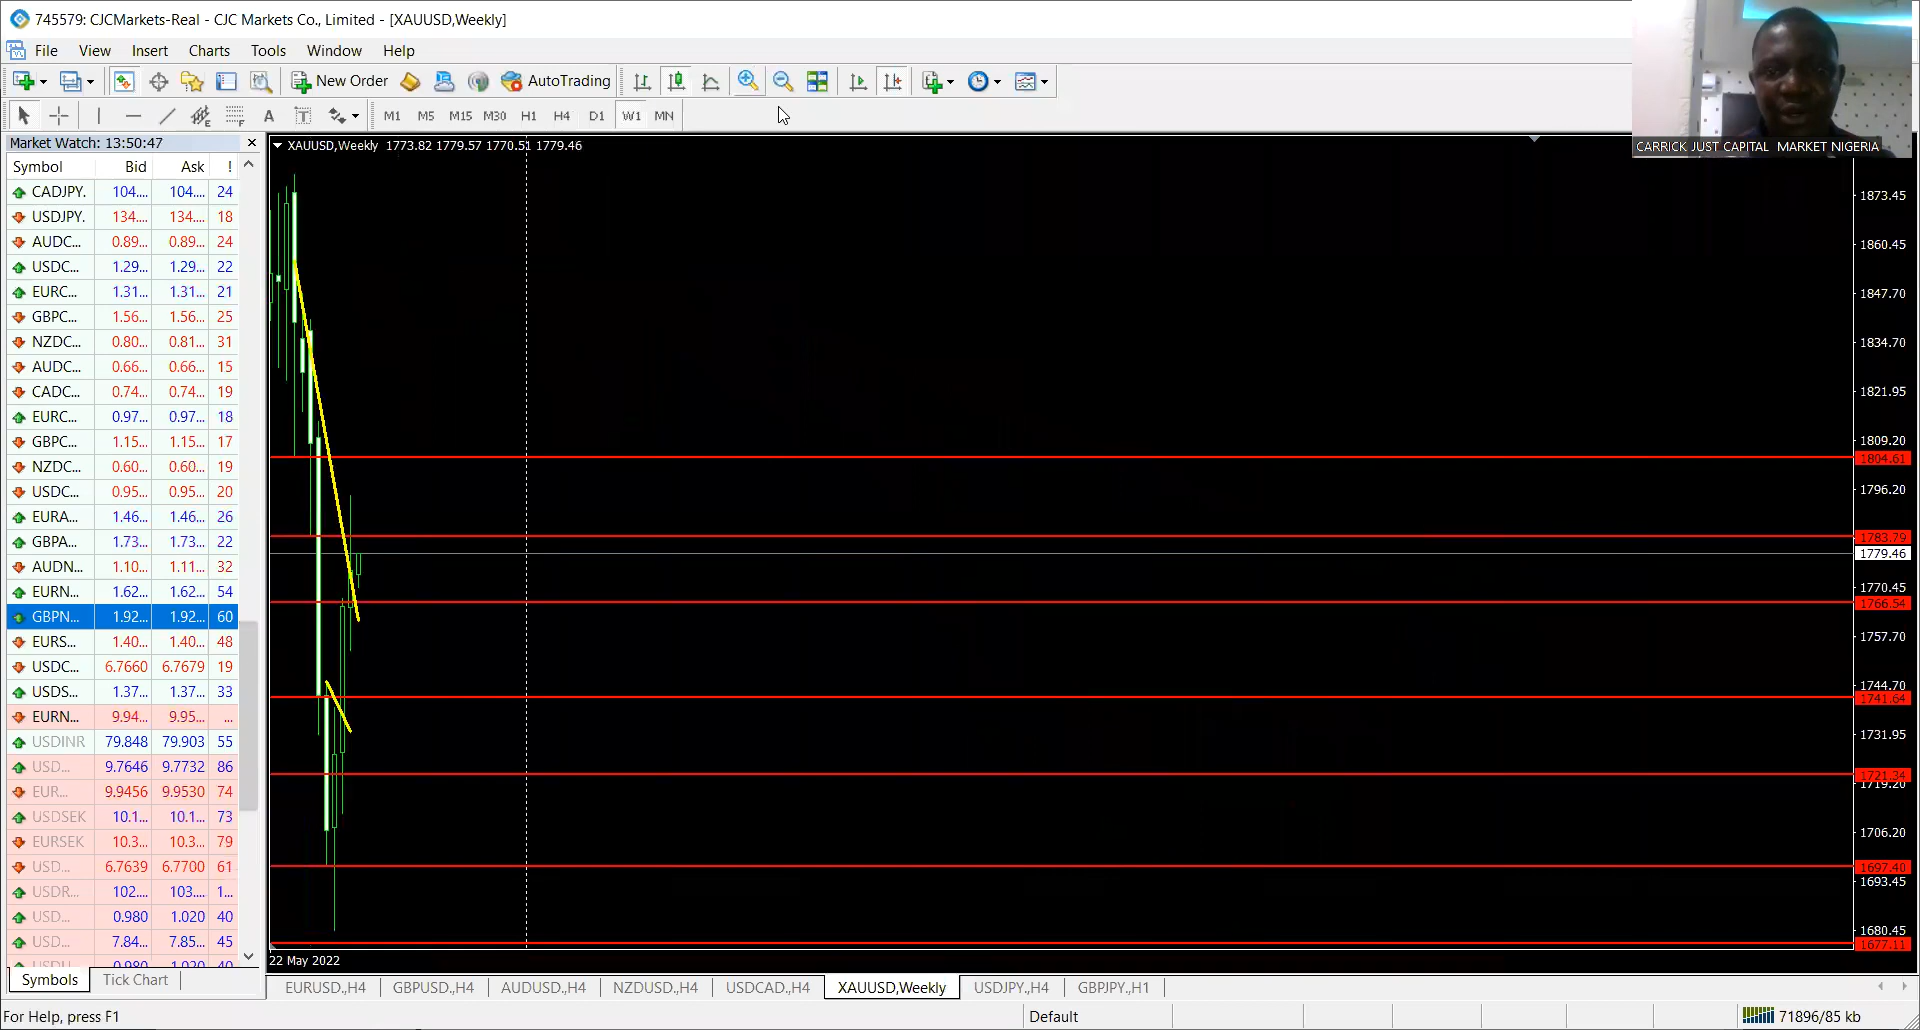 745579: CJCMarkets-Real - CJC Markets Co., Limited - [XAUUSD,Weekly]
File View Insert Charts Tools Window Help
New Order AutoTrading
A T M1 M5 M15 M30 H1 H4 D1 W1 MN
CARRICK JUST CAPITAL MARKET NIGERIA
Market Watch: 13:50:47
Symbol Bid Ask !
CADJPY. 104.... 104.... 24
USDJPY. 134.... 134.... 18
AUDC... 0.89... 0.89... 24
USDC... 1.29... 1.29... 22
EURC... 1.31... 1.31... 21
GBPC... 1.56... 1.56... 25
NZDC... 0.80... 0.81... 31
AUDC... 0.66... 0.66... 15
CADC... 0.74... 0.74... 19
EURC... 0.97... 0.97... 18
GBPC... 1.15... 1.15... 17
NZDC... 0.60... 0.60... 19
USDC... 0.95... 0.95... 20
EURA... 1.46... 1.46... 26
GBPA... 1.73... 1.73... 22
AUDN... 1.10... 1.11... 32
EURN... 1.62... 1.62... 54
GBPN... 1.92... 1.92... 60
EURS... 1.40... 1.40... 48
USDC... 6.7660 6.7679 19
USDS... 1.37... 1.37... 33
EURN... 9.94... 9.95... ...
USDINR 79.848 79.903 55
USD... 9.7646 9.7732 86
EUR... 9.9456 9.9530 74
USDSEK 10.1... 10.1... 73
EURSEK 10.3... 10.3... 79
USD... 6.7639 6.7700 61
USDR... 102.... 103.... 1...
USD... 0.980 1.020 40
USD... 7.84... 7.85... 45
Symbols Tick Chart
XAUUSD,Weekly 1773.82 1779.57 1770.51 1779.46
1873.45
1860.45
1847.70
1834.70
1821.95
1809.20
1804.61
1796.20
1783.79
1779.46
1770.45
1766.54
1757.70
1744.70
1741.64
1731.95
1721.34
1719.20
1706.20
1697.40
1693.45
1680.45
1677.11
22 May 2022
EURUSD.,H4 GBPUSD.,H4 AUDUSD.,H4 NZDUSD.,H4 USDCAD.,H4 XAUUSD,Weekly USDJPY.,H4 GBPJPY.,H1
For Help, press F1 Default 71896/85 kb